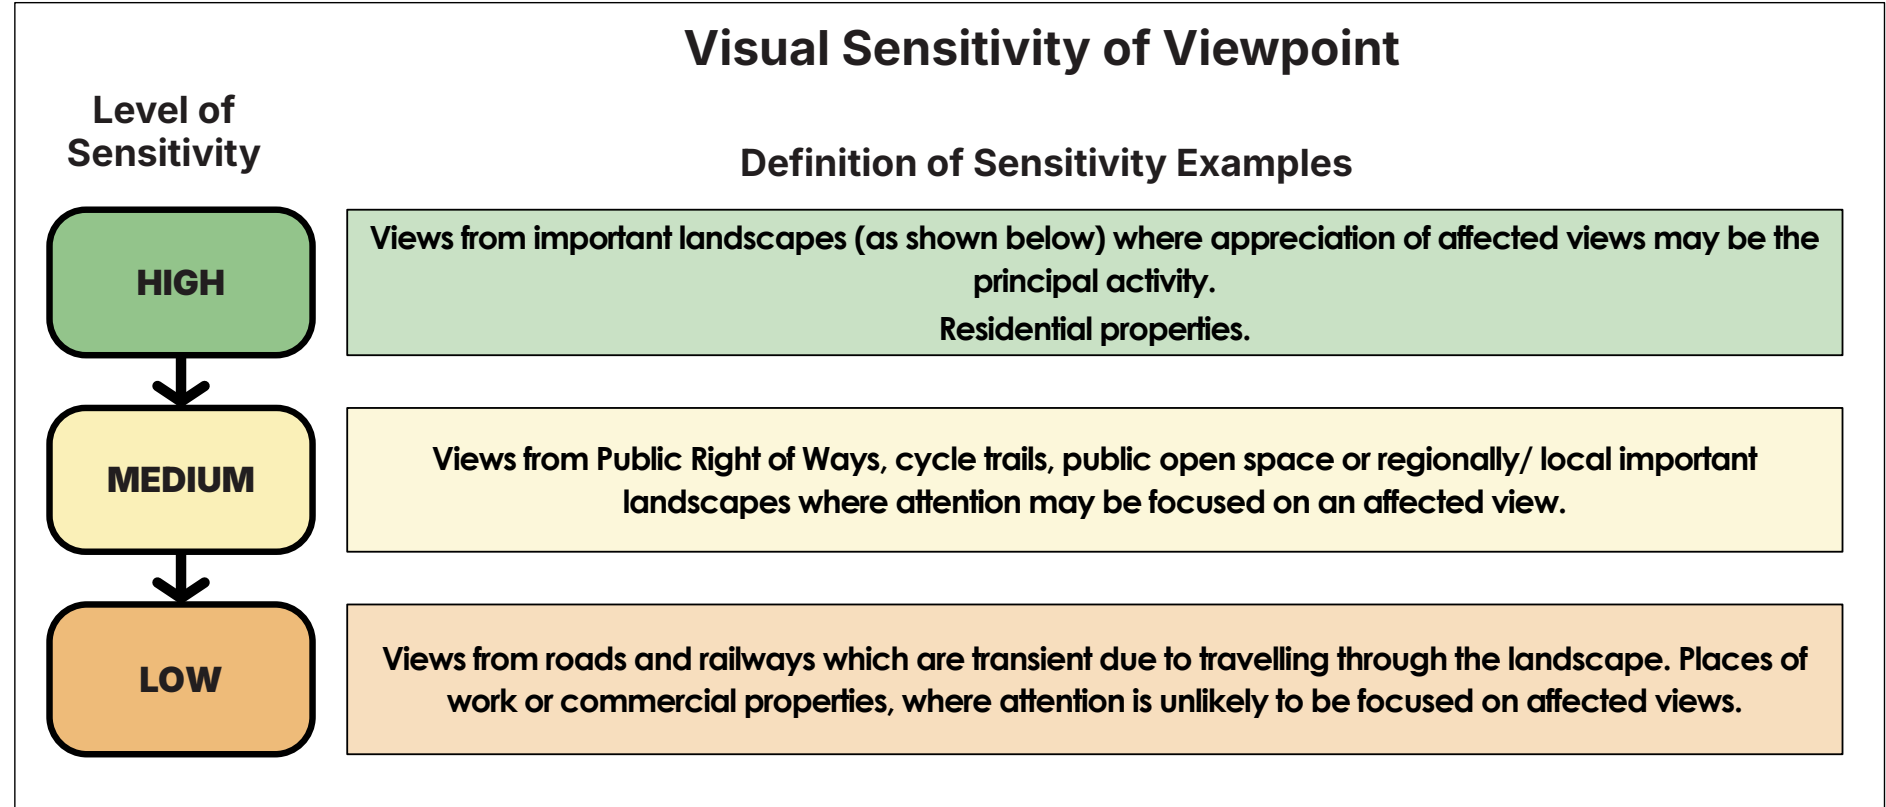 Visual Sensitivity of Viewpoint
Level of
Sensitivity
Definition of Sensitivity Examples
HIGH
Views from important landscapes (as shown below) where appreciation of affected views may be the
principal activity.
Residential properties.
MEDIUM
Views from Public Right of Ways, cycle trails, public open space or regionally/ local important
landscapes where attention may be focused on an affected view.
LOW
Views from roads and railways which are transient due to travelling through the landscape. Places of
work or commercial properties, where attention is unlikely to be focused on affected views.